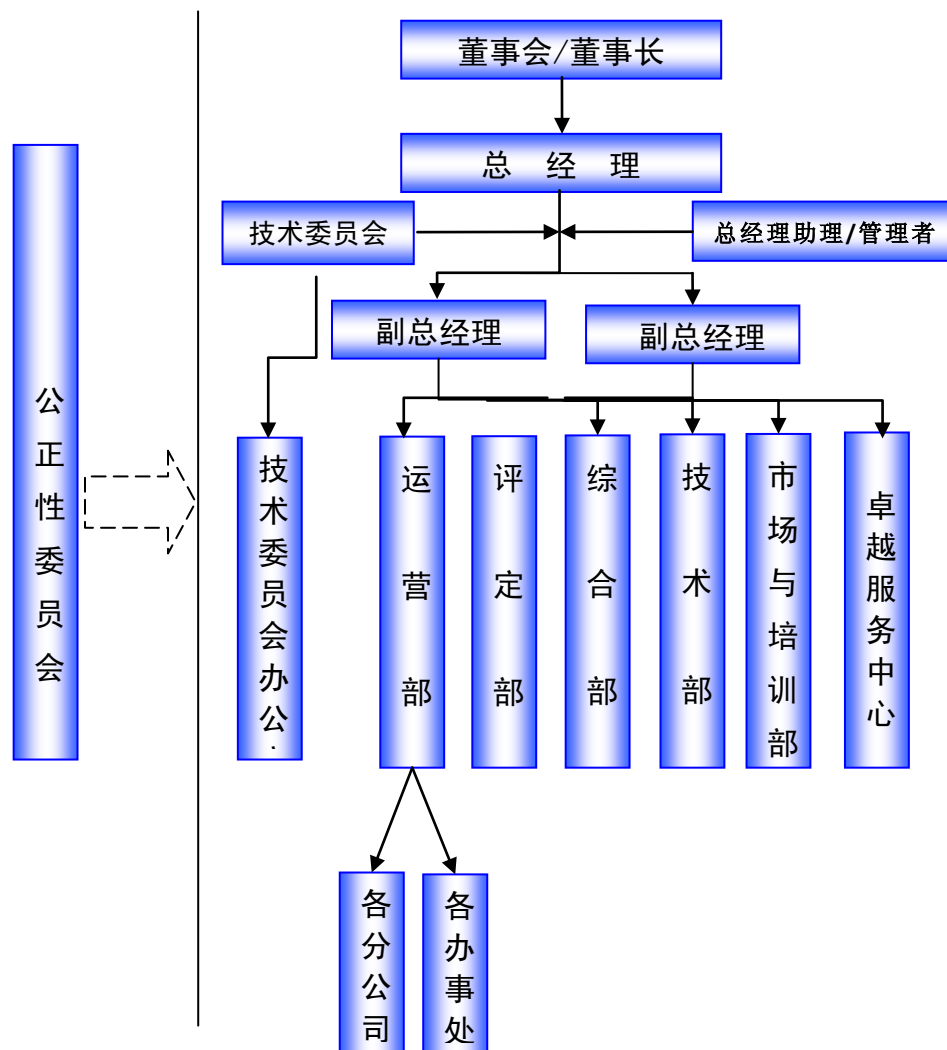 董事会/董事长
总 经 理
技术委员会
总经理助理/管理者
副总经理
副总经理
公正性委员会
技术委员会办公
运营部
评定部
综合部
技术部
市场与培训部
卓越服务中心
各分公司
各办事处